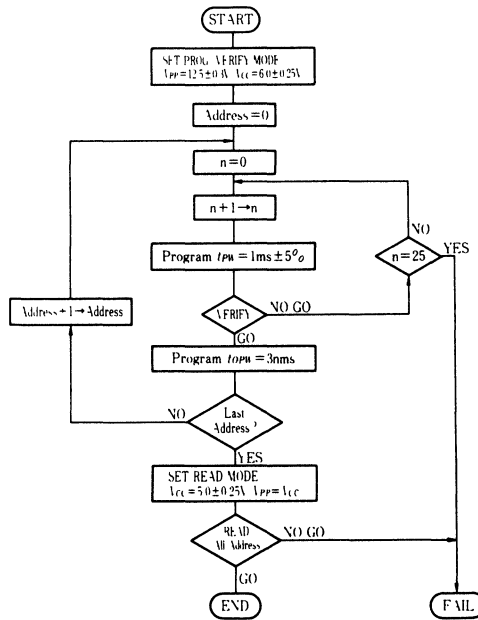 START
SET PROG. VERIFY MODE
VPP=12.5±0.3V VCC=6.0±0.25V
Address=0
n=0
n+1→n
NO
YES
Program tPW=1ms±5%
n=25
Address+1→Address
VERIFY
NO GO
GO
Program tOPW=3nms
NO
Last
Address?
YES
SET READ MODE
VCC=5.0±0.25V VPP=VCC
READ
All Address
NO GO
GO
END
FAIL